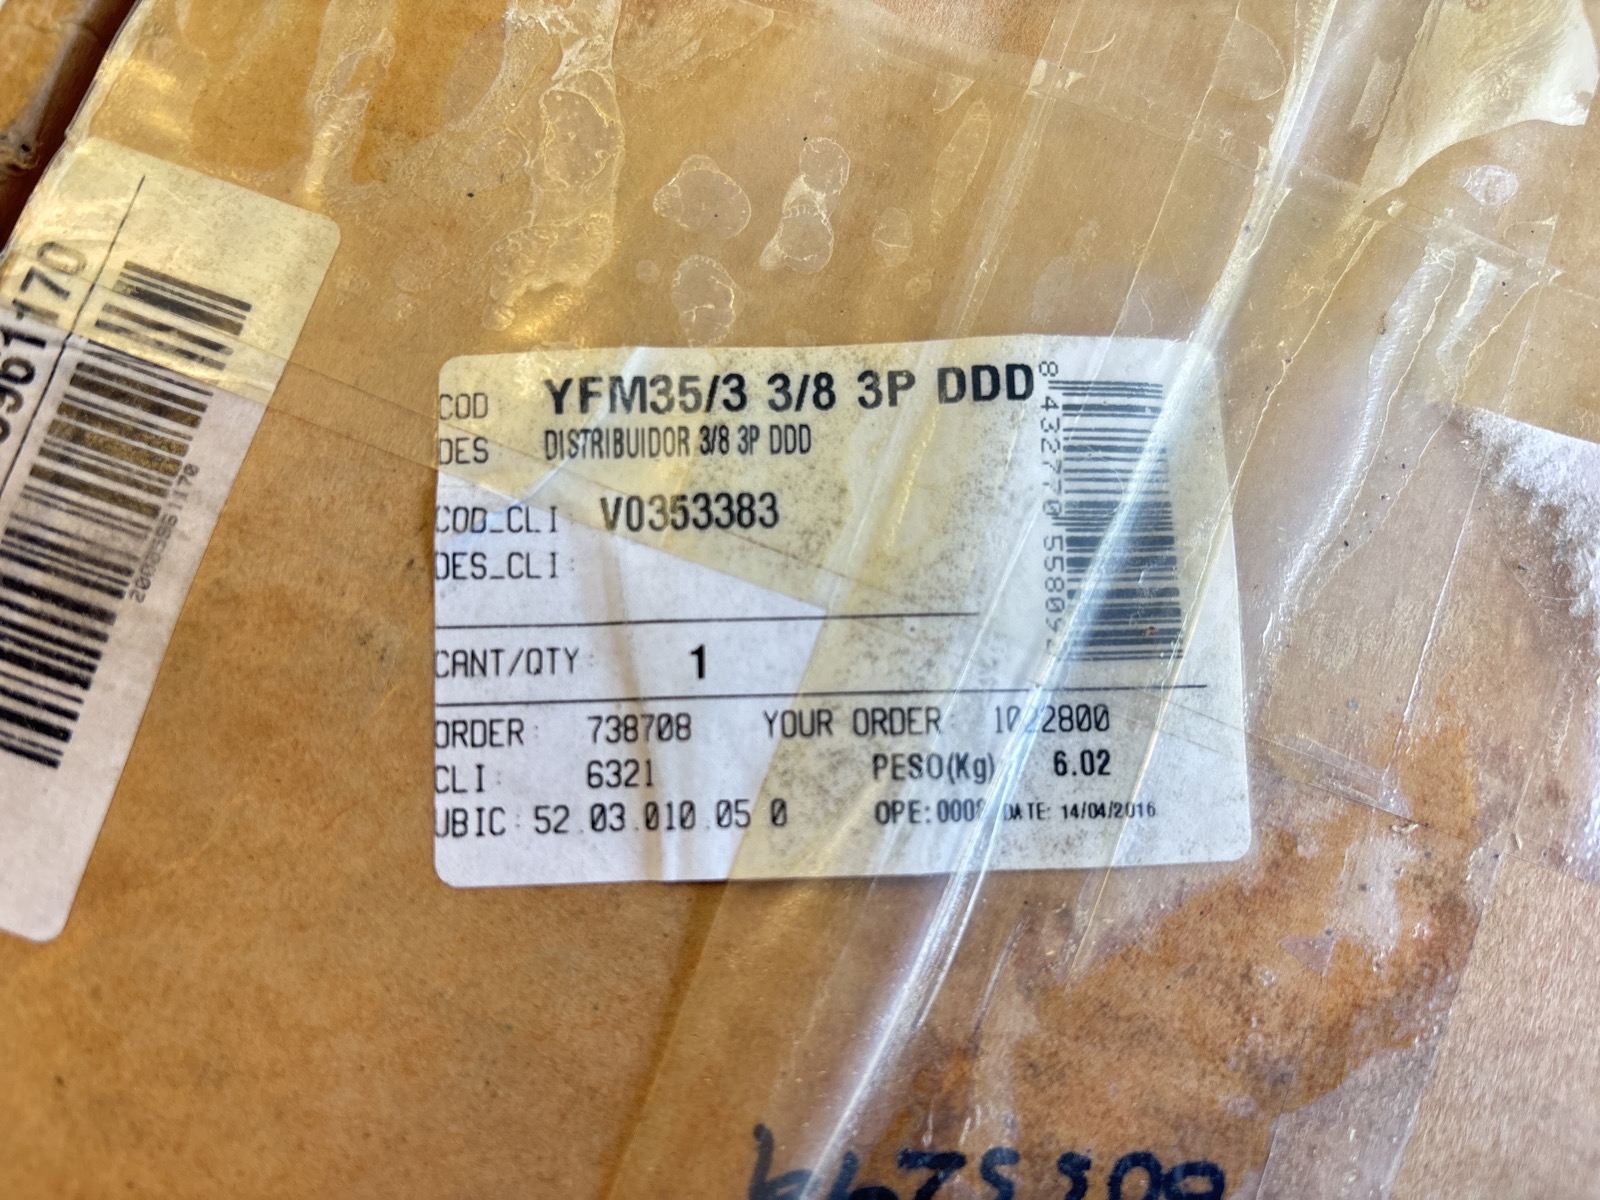 COD YFM35/3 3/8 3P DDD
DES DISTRIBUIDOR 3/8 3P DDD
COD_CLI: V0353383
DES_CLI:
CANT/QTY: 1
ORDER: 738708 YOUR ORDER: 1022800
CLI: 6321 PESO(Kg) 6.02
UBIC: 52.03.010.05 0 OPE: DATE: 14/04/2016